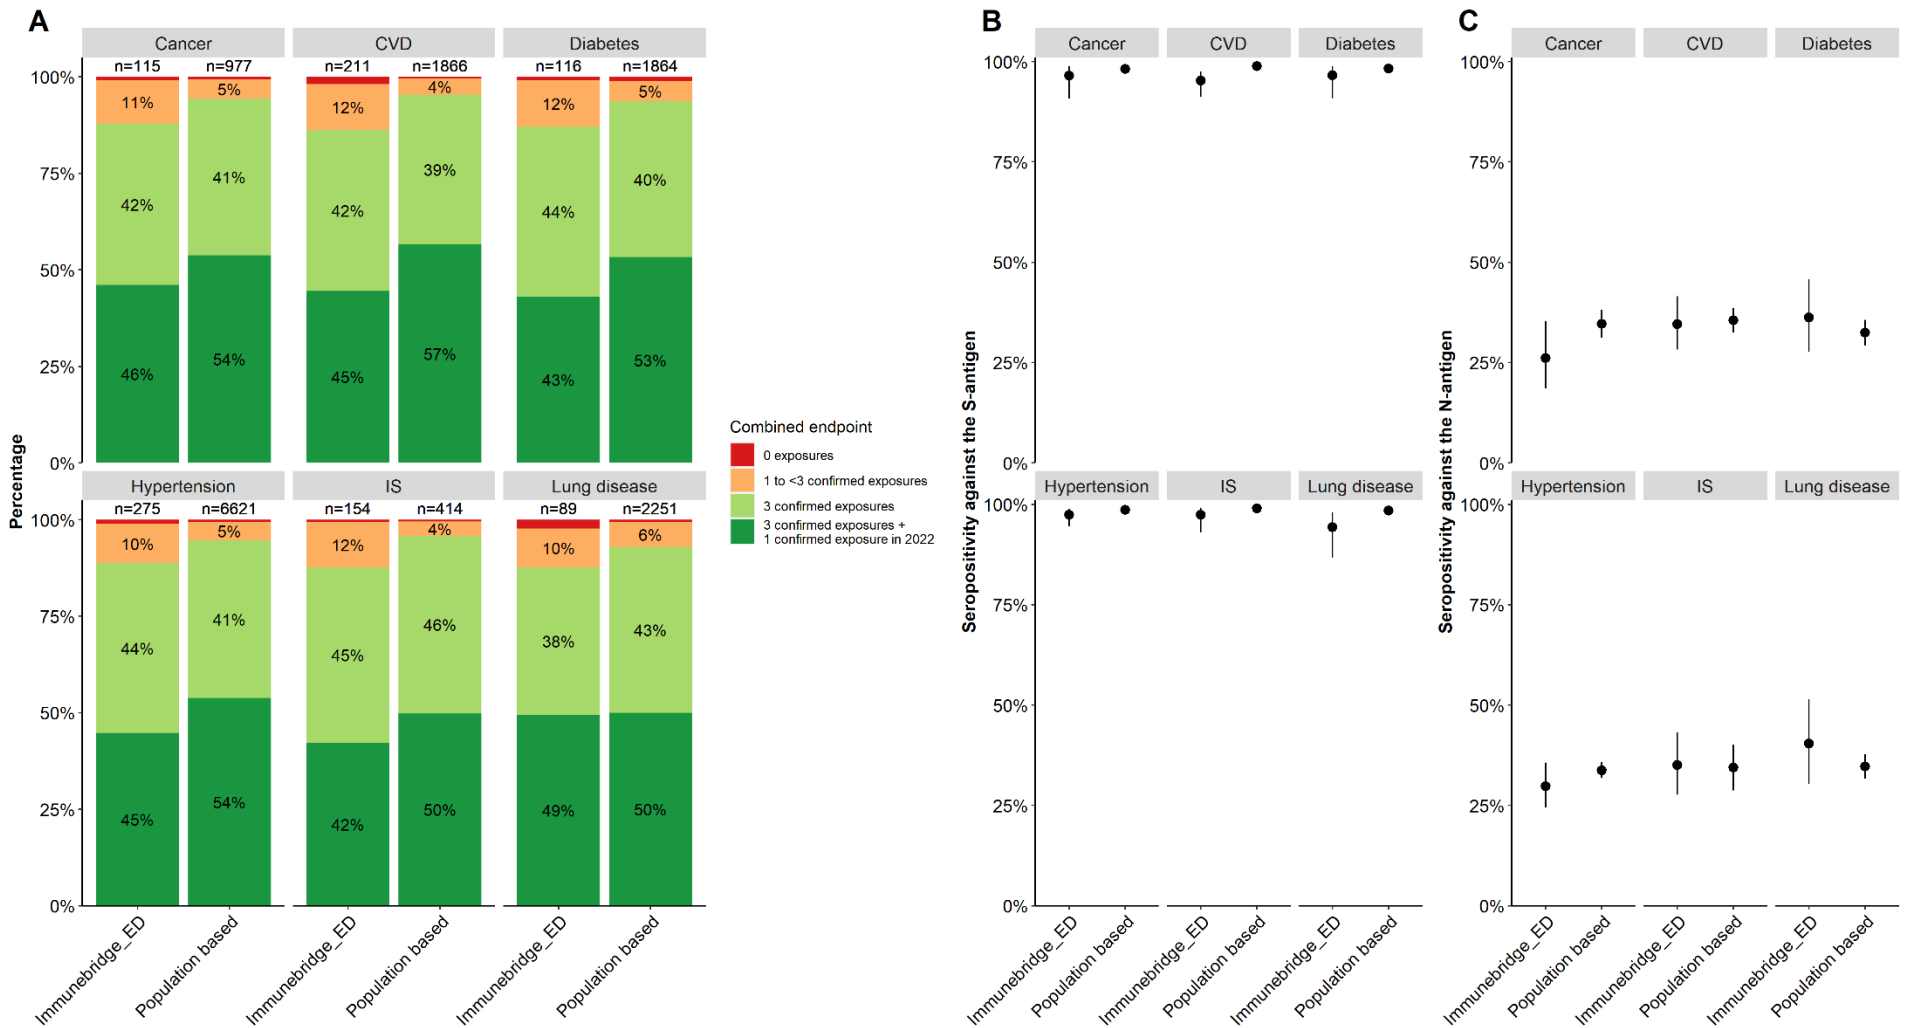 A
B
C
Cancer
CVD
Diabetes
Cancer
CVD
Diabetes
Cancer
CVD
Diabetes
n=115
n=977
n=211
n=1866
n=116
n=1864
100%
75%
50%
25%
0%
11%
42%
46%
5%
41%
54%
12%
42%
45%
4%
39%
57%
12%
44%
43%
5%
40%
53%
Percentage
Hypertension
IS
Lung disease
n=275
n=6621
n=154
n=414
n=89
n=2251
100%
75%
50%
25%
0%
10%
44%
45%
5%
41%
54%
12%
45%
42%
4%
46%
50%
10%
38%
49%
6%
43%
50%
Immunebridge_ED
Population based
Immunebridge_ED
Population based
Immunebridge_ED
Population based
Combined endpoint
0 exposures
1 to <3 confirmed exposures
3 confirmed exposures
3 confirmed exposures +
1 confirmed exposure in 2022
Seropositivity against the S-antigen
100%
75%
50%
25%
0%
Hypertension
IS
Lung disease
100%
75%
50%
25%
0%
Immunebridge_ED
Population based
Immunebridge_ED
Population based
Immunebridge_ED
Population based
Seropositivity against the N-antigen
100%
75%
50%
25%
0%
Hypertension
IS
Lung disease
100%
75%
50%
25%
0%
Immunebridge_ED
Population based
Immunebridge_ED
Population based
Immunebridge_ED
Population based